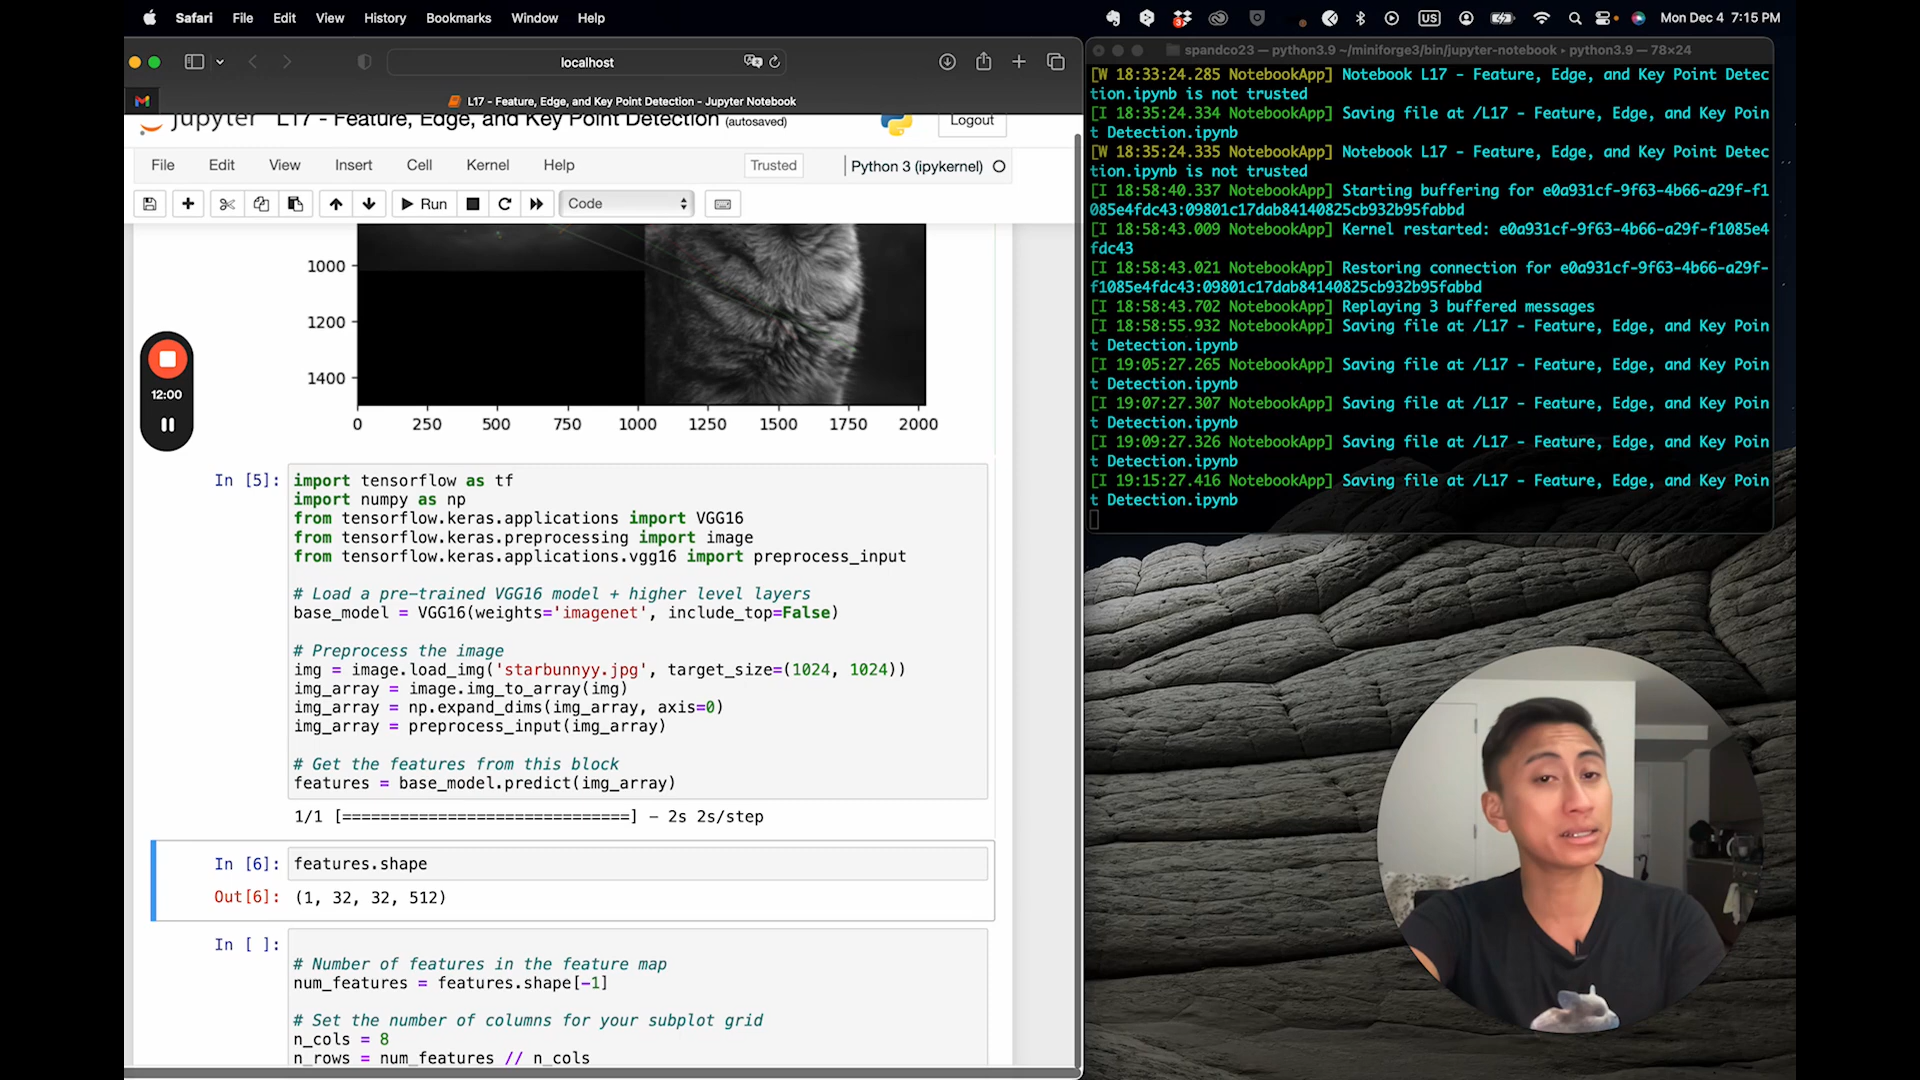 Safari File Edit View History Bookmarks Window Help
US
Mon Dec 4 7:15 PM
localhost
L17 - Feature, Edge, and Key Point Detection - Jupyter Notebook
jupyter L17 - Feature, Edge, and Key Point Detection (autosaved)
Logout
File Edit View Insert Cell Kernel Help
Trusted
Python 3 (ipykernel)
Run
Code
1000
1200
1400
0 250 500 750 1000 1250 1500 1750 2000
12:00
In [5]:
import tensorflow as tf
import numpy as np
from tensorflow.keras.applications import VGG16
from tensorflow.keras.preprocessing import image
from tensorflow.keras.applications.vgg16 import preprocess_input
# Load a pre-trained VGG16 model + higher level layers
base_model = VGG16(weights='imagenet', include_top=False)
# Preprocess the image
img = image.load_img('starbunnyy.jpg', target_size=(1024, 1024))
img_array = image.img_to_array(img)
img_array = np.expand_dims(img_array, axis=0)
img_array = preprocess_input(img_array)
# Get the features from this block
features = base_model.predict(img_array)
1/1 [==============================] - 2s 2s/step
In [6]: features.shape
Out[6]: (1, 32, 32, 512)
In [ ]:
# Number of features in the feature map
num_features = features.shape[-1]
# Set the number of columns for your subplot grid
n_cols = 8
n_rows = num_features // n_cols
spandco23 — python3.9 ~/miniforge3/bin/jupyter-notebook ▸ python3.9 — 78×24
[W 18:33:24.285 NotebookApp] Notebook L17 - Feature, Edge, and Key Point Detec
tion.ipynb is not trusted
[I 18:35:24.334 NotebookApp] Saving file at /L17 - Feature, Edge, and Key Poin
t Detection.ipynb
[W 18:35:24.335 NotebookApp] Notebook L17 - Feature, Edge, and Key Point Detec
tion.ipynb is not trusted
[I 18:58:40.337 NotebookApp] Starting buffering for e0a931cf-9f63-4b66-a29f-f1
085e4fdc43:09801c17dab84140825cb932b95fabbd
[I 18:58:43.009 NotebookApp] Kernel restarted: e0a931cf-9f63-4b66-a29f-f1085e4
fdc43
[I 18:58:43.021 NotebookApp] Restoring connection for e0a931cf-9f63-4b66-a29f-
f1085e4fdc43:09801c17dab84140825cb932b95fabbd
[I 18:58:43.702 NotebookApp] Replaying 3 buffered messages
[I 18:58:55.932 NotebookApp] Saving file at /L17 - Feature, Edge, and Key Poin
t Detection.ipynb
[I 19:05:27.265 NotebookApp] Saving file at /L17 - Feature, Edge, and Key Poin
t Detection.ipynb
[I 19:07:27.307 NotebookApp] Saving file at /L17 - Feature, Edge, and Key Poin
t Detection.ipynb
[I 19:09:27.326 NotebookApp] Saving file at /L17 - Feature, Edge, and Key Poin
t Detection.ipynb
[I 19:15:27.416 NotebookApp] Saving file at /L17 - Feature, Edge, and Key Poin
t Detection.ipynb